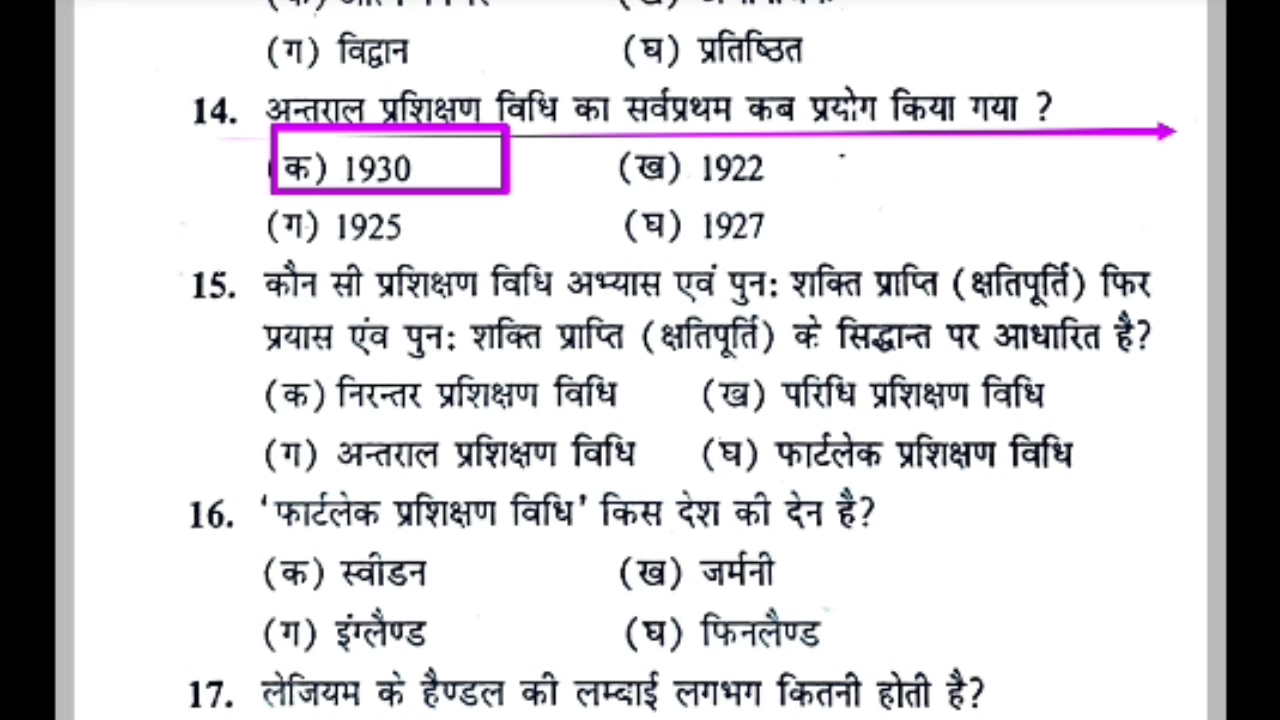 (ग) विद्वान (घ) प्रतिष्ठित
14. अन्तराल प्रशिक्षण विधि का सर्वप्रथम कब प्रयोग किया गया ?
(क) 1930 (ख) 1922
(ग) 1925 (घ) 1927
15. कौन सी प्रशिक्षण विधि अभ्यास एवं पुन: शक्ति प्राप्ति (क्षतिपूर्ति) फिर
प्रयास एंव पुन: शक्ति प्राप्ति (क्षतिपूर्ति) के सिद्धान्त पर आधारित है?
(क) निरन्तर प्रशिक्षण विधि (ख) परिधि प्रशिक्षण विधि
(ग) अन्तराल प्रशिक्षण विधि (घ) फार्टलेक प्रशिक्षण विधि
16. 'फार्टलेक प्रशिक्षण विधि' किस देश की देन है?
(क) स्वीडन (ख) जर्मनी
(ग) इंग्लैण्ड (घ) फिनलैण्ड
17. लेजियम के हैण्डल की लम्बाई लगभग कितनी होती है?